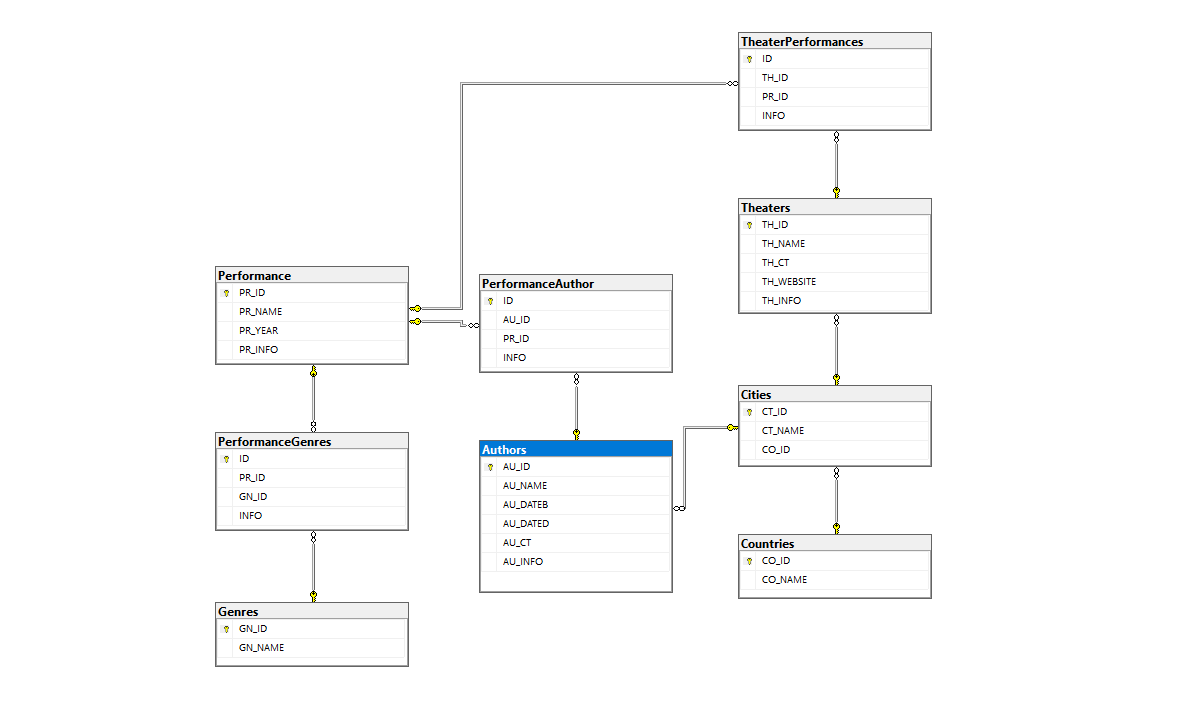 TheaterPerformances
ID
TH_ID
PR_ID
INFO
Theaters
TH_ID
TH_NAME
TH_CT
TH_WEBSITE
TH_INFO
Performance
PR_ID
PR_NAME
PR_YEAR
PR_INFO
PerformanceAuthor
ID
AU_ID
PR_ID
INFO
Cities
CT_ID
CT_NAME
CO_ID
PerformanceGenres
ID
PR_ID
GN_ID
INFO
Authors
AU_ID
AU_NAME
AU_DATEB
AU_DATED
AU_CT
AU_INFO
Countries
CO_ID
CO_NAME
Genres
GN_ID
GN_NAME